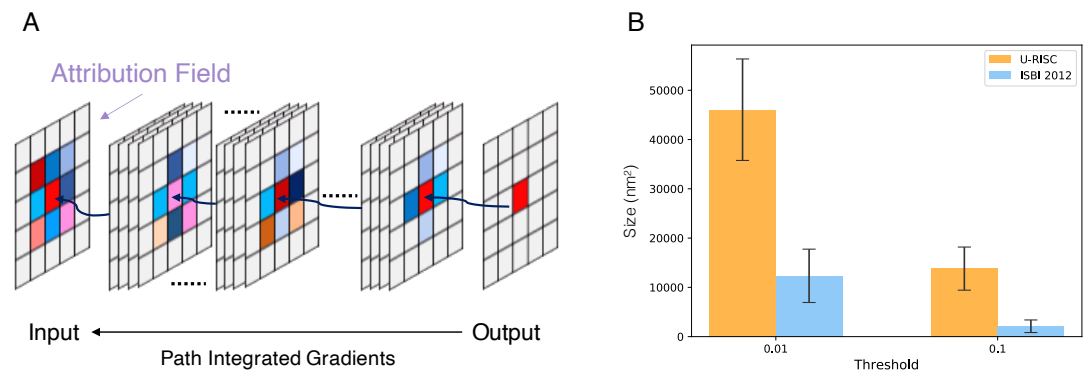 A
Attribution Field
Input
Output
Path Integrated Gradients
B
U-RISC
ISBI 2012
Size (nm²)
50000
40000
30000
20000
10000
0
0.01
0.1
Threshold